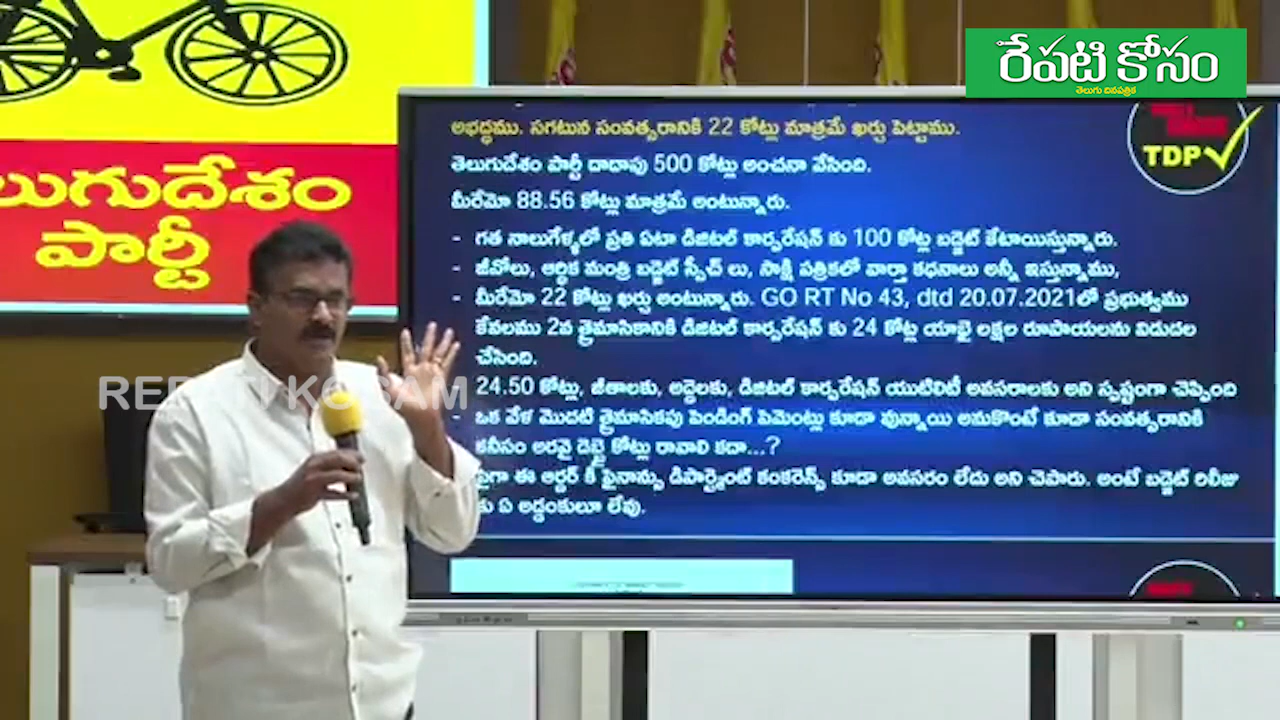 రేపటి కోసం
తెలుగు దినపత్రిక
లుగుదేశం
పార్టీ
TDP
అభద్ధము. సగటున సంవత్సరానికి 22 కోట్లు మాత్రమే ఖర్చు పెట్టాము.
తెలుగుదేశం పార్టీ దాదాపు 500 కోట్లు అంచనా వేసింది.
మీరేమో 88.56 కోట్లు మాత్రమే అంటున్నారు.
- గత నాలుగేళ్ళలో ప్రతి ఏటా డిజిటల్ కార్పరేషన్ కు 100 కోట్ల బడ్జెట్ కేటాయిస్తున్నారు.
- జీవోలు, ఆర్ధిక మంత్రి బడ్జెట్ స్పీచ్ లు, సాక్షి పత్రికలో వార్తా కధనాలు అన్నీ ఇస్తున్నాము,
- మీరేమో 22 కోట్లు ఖర్చు అంటున్నారు. GO RT No 43, dtd 20.07.2021లో ప్రభుత్వము
కేవలము 2వ త్రైమాసికానికి డిజిటల్ కార్పరేషన్ కు 24 కోట్ల యాభై లక్షల రూపాయలను విడుదల
చేసింది.
24.50 కోట్లు, జీతాలకు, అద్దెలకు, డిజిటల్ కార్పరేషన్ యుటిలిటీ అవసరాలకు అని స్పష్టంగా చెప్పింది
- ఒక వేళ మొదటి త్రైమాసికపు పెండింగ్ పేమెంట్లు కూడా వున్నాయి అనుకొంటే కూడా సంవత్సరానికి
కనీసం అరవై డెబ్బై కోట్లు రావాలి కదా...?
పైగా ఈ ఆర్డర్ కి ఫైనాన్సు డిపార్ట్మెంట్ కంకరెన్స్ కూడా అవసరం లేదు అని చెపారు. అంటే బడ్జెట్ రిలీజు
కు ఏ అడ్డంకులూ లేవు.
REPATI KOSAM